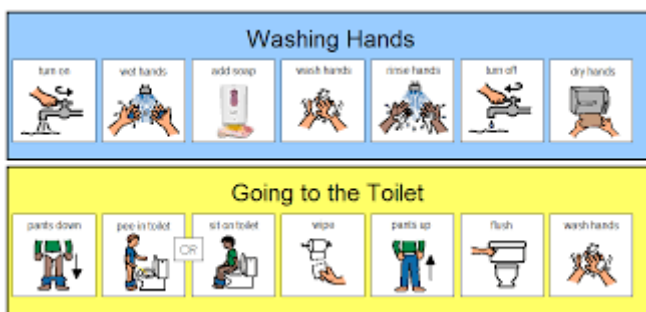 Washing Hands
turn on wet hands add soap wash hands rinse hands turn off dry hands
Going to the Toilet
pants down pee in toilet OR sit on toilet wipe pants up flush wash hands